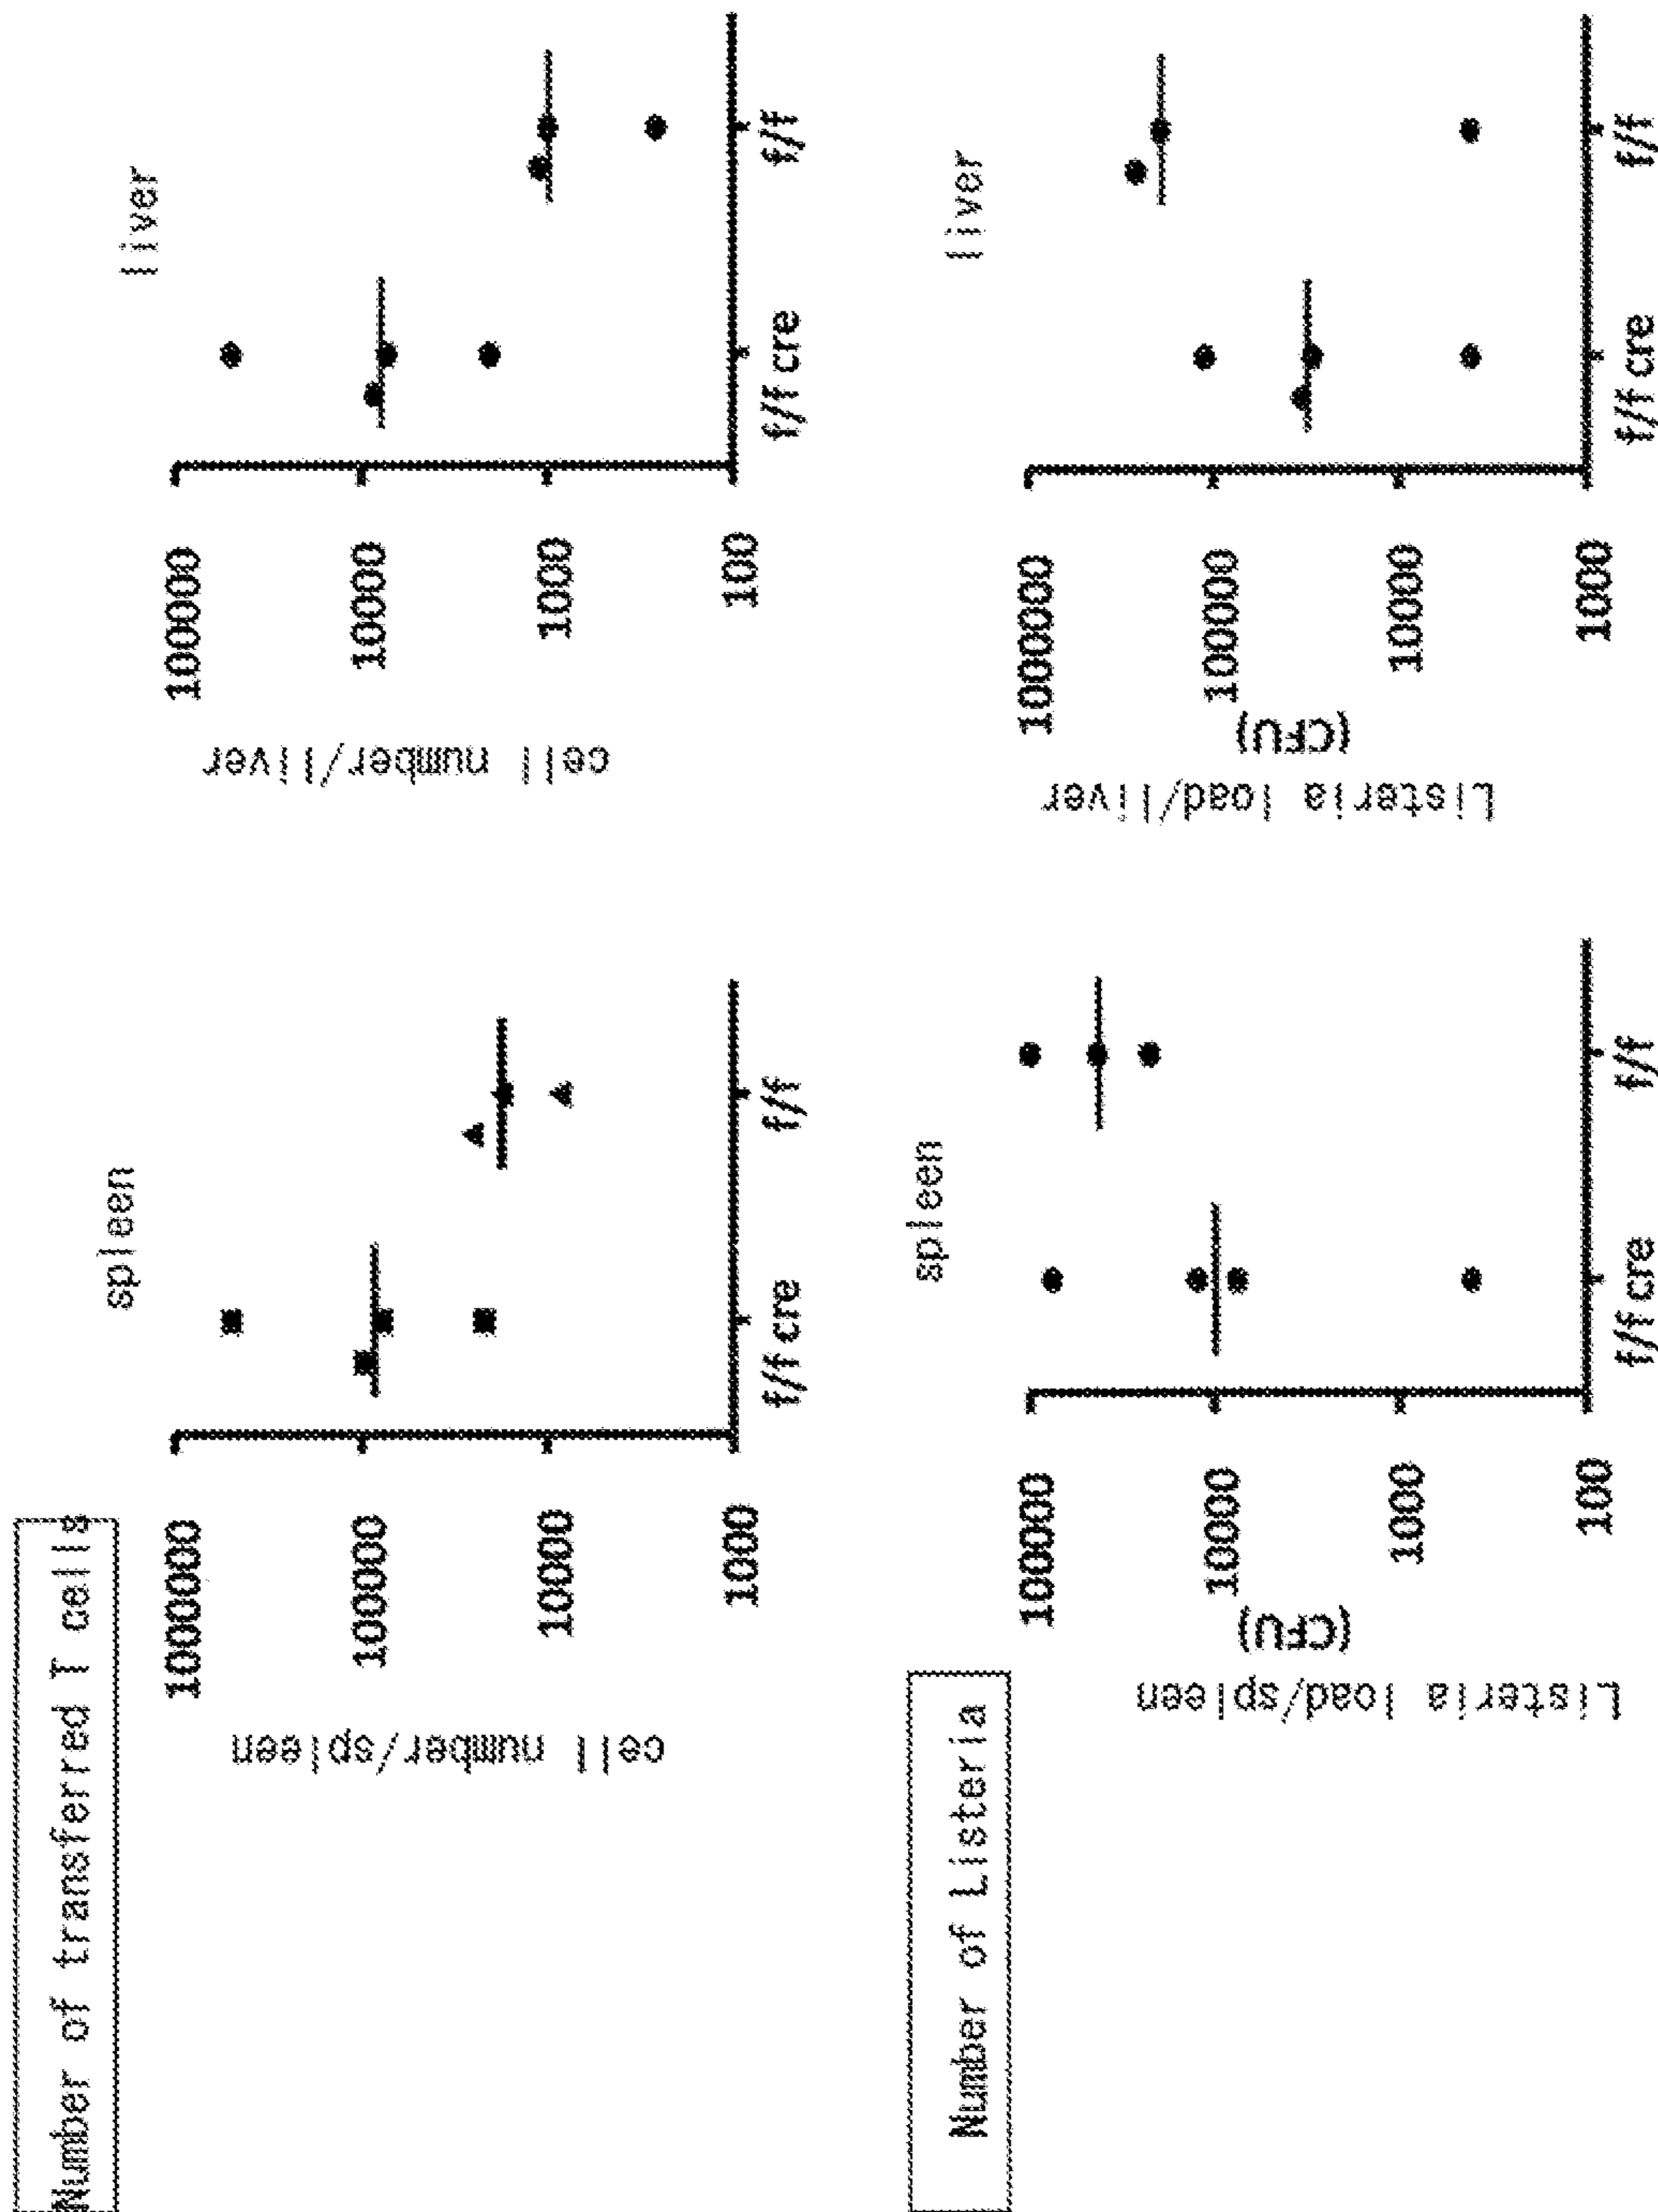 Number of transferred T cells
spleen
cell number/spleen
1000000
100000
10000
1000
f/f cre
f/f
liver
cell number/liver
100000
10000
1000
100
f/f cre
f/f
Number of Listeria
spleen
Listeria load/spleen
(CFU)
100000
10000
1000
100
f/f cre
f/f
liver
Listeria load/liver
(CFU)
1000000
100000
10000
1000
f/f cre
f/f